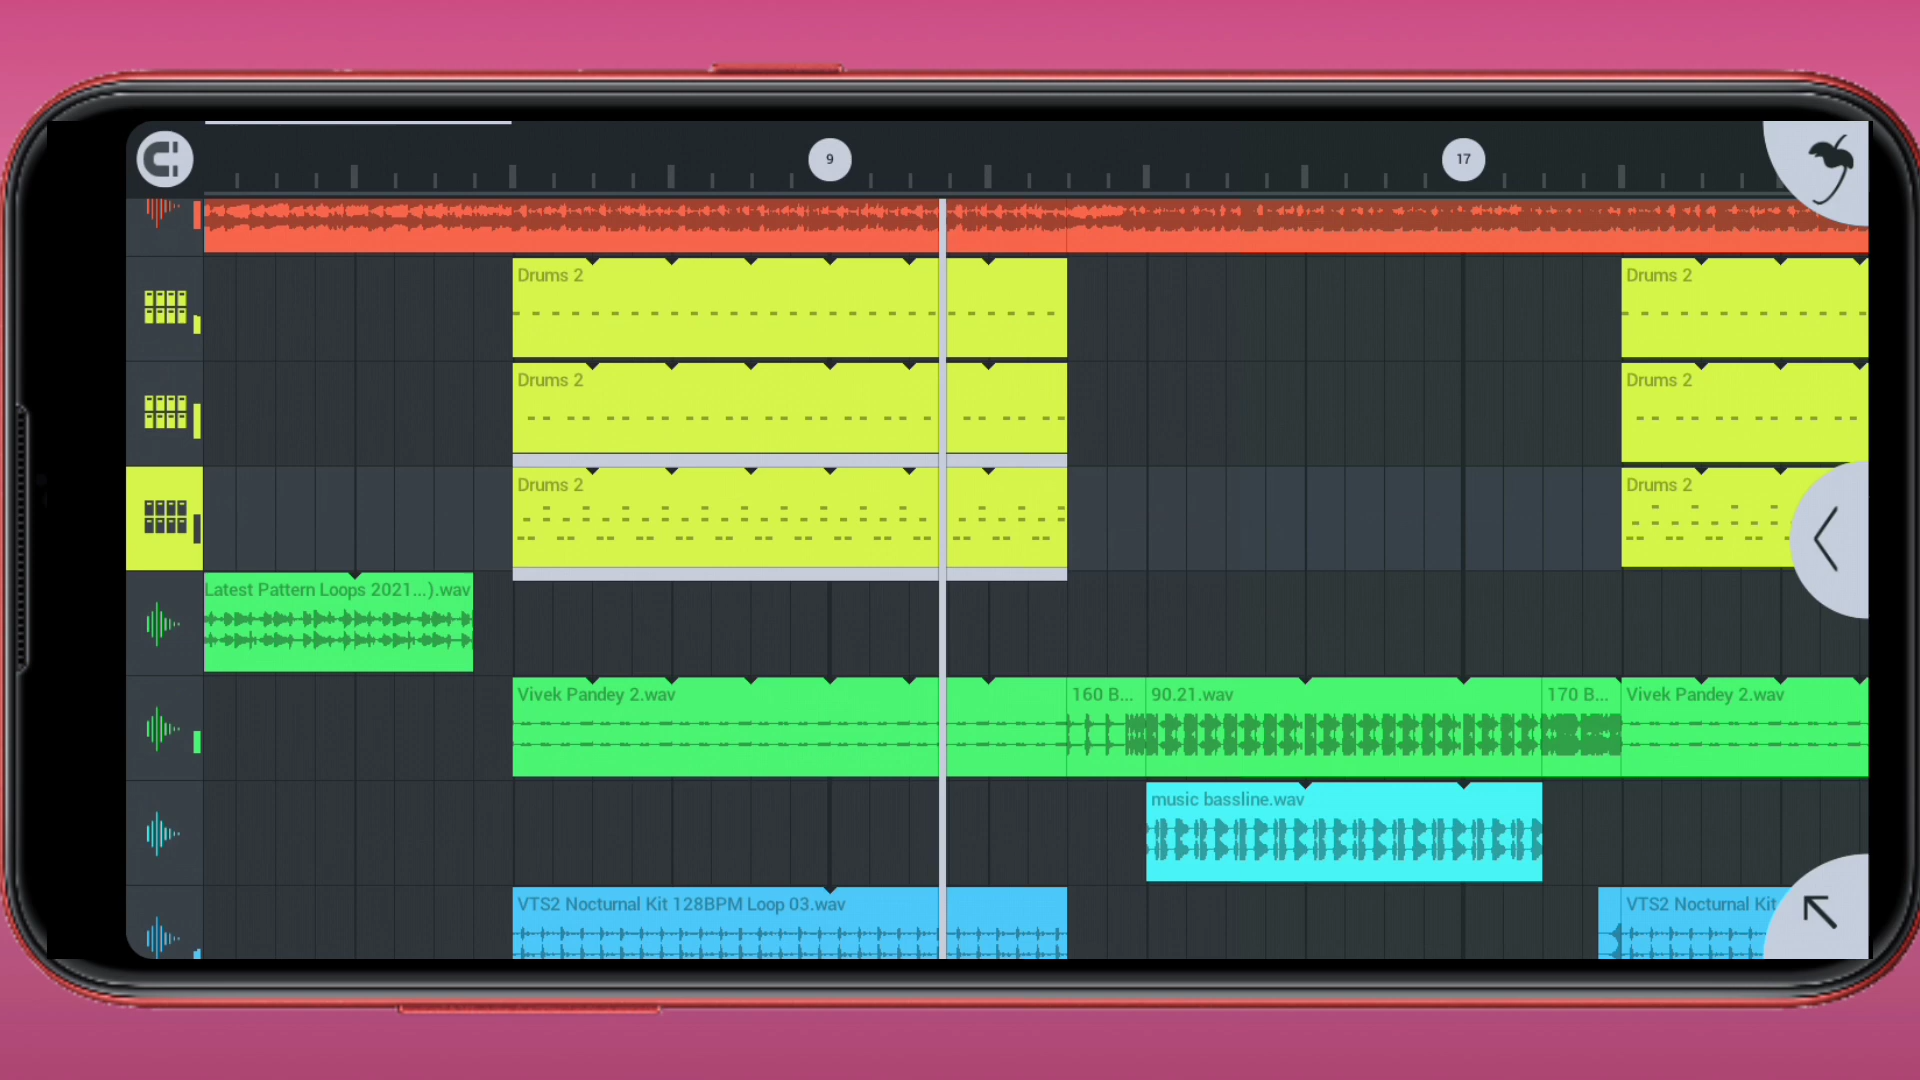 9
17
Drums 2
Drums 2
Drums 2
Drums 2
Drums 2
Drums 2
Latest Pattern Loops 2021...).wav
Vivek Pandey 2.wav
160 B...
90.21.wav
170 B...
Vivek Pandey 2.wav
music bassline.wav
VTS2 Nocturnal Kit 128BPM Loop 03.wav
VTS2 Nocturnal Kit